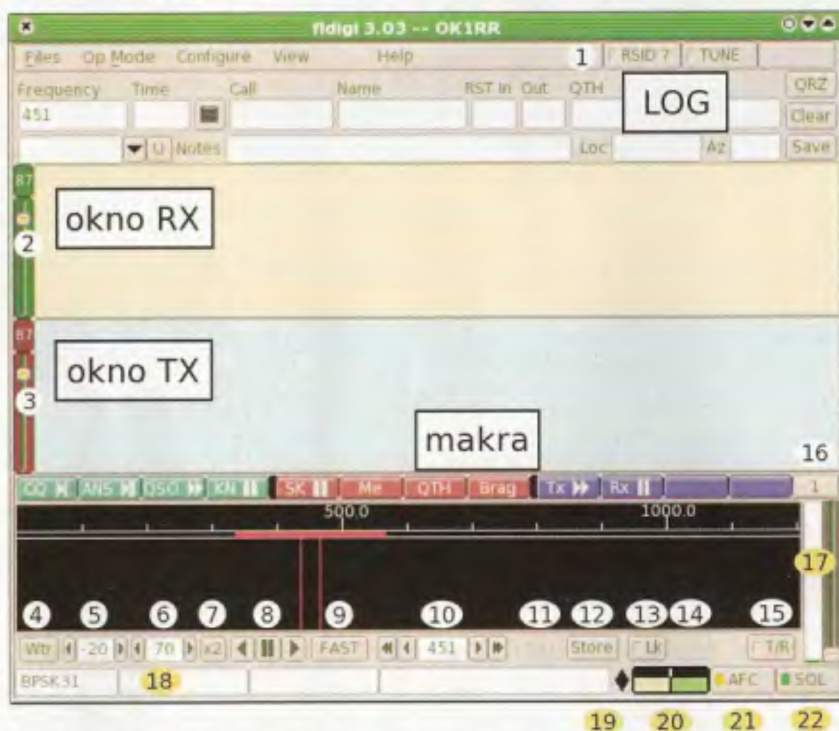 fldigi 3.03 -- OK1RR
Files Op Mode Configure View Help 1 RSID ? TUNE
Frequency Time Call Name RST In Out QTH LOG QRZ
451 Clear
U Notes Loc Az Save
87
okno RX
2
87
okno TX
3
makra
16
CQ ANS QSO KN SK Me QTH Brag Tx Rx 1
500.0 1000.0
17
4 5 6 7 8 9 10 11 12 13 14 15
Wtr -20 70 x2 FAST 451 Store Lk T/R
BPSK31 18 AFC SQL
19 20 21 22